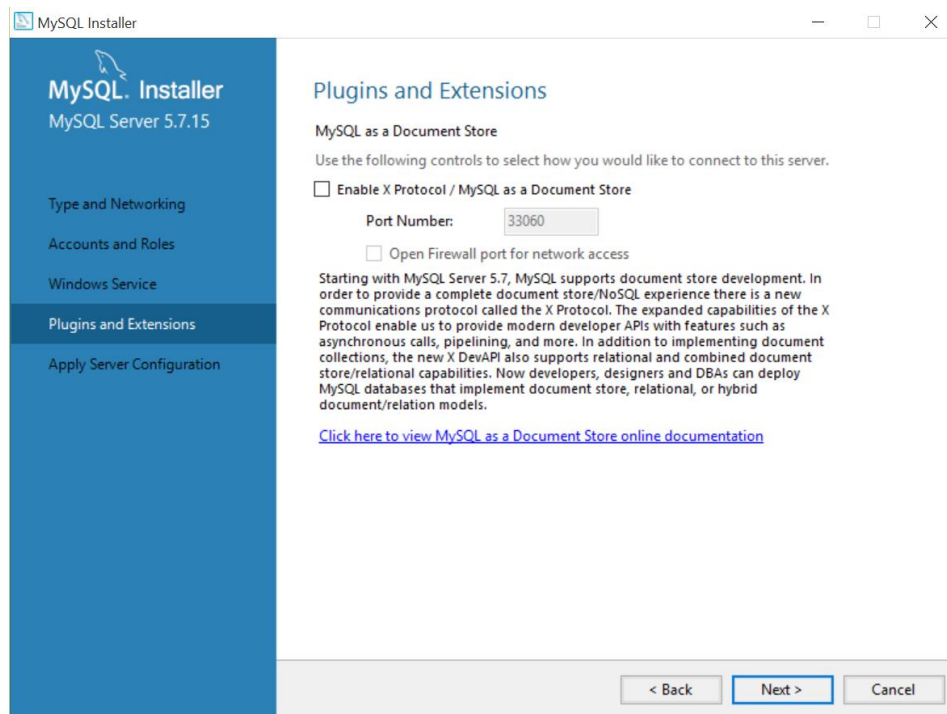 MySQL Installer
MySQL. Installer
MySQL Server 5.7.15
Type and Networking
Accounts and Roles
Windows Service
Plugins and Extensions
Apply Server Configuration
Plugins and Extensions
MySQL as a Document Store
Use the following controls to select how you would like to connect to this server.
Enable X Protocol / MySQL as a Document Store
Port Number: 33060
Open Firewall port for network access
Starting with MySQL Server 5.7, MySQL supports document store development. In
order to provide a complete document store/NoSQL experience there is a new
communications protocol called the X Protocol. The expanded capabilities of the X
Protocol enable us to provide modern developer APIs with features such as
asynchronous calls, pipelining, and more. In addition to implementing document
collections, the new X DevAPI also supports relational and combined document
store/relational capabilities. Now developers, designers and DBAs can deploy
MySQL databases that implement document store, relational, or hybrid
document/relation models.
Click here to view MySQL as a Document Store online documentation
< Back Next > Cancel